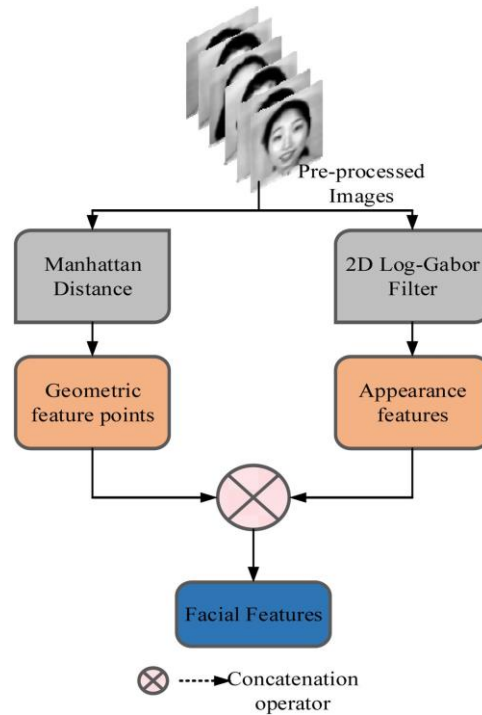 Pre-processed
Images
Manhattan
Distance
2D Log-Gabor
Filter
Geometric
feature points
Appearance
features
Facial Features
Concatenation
operator